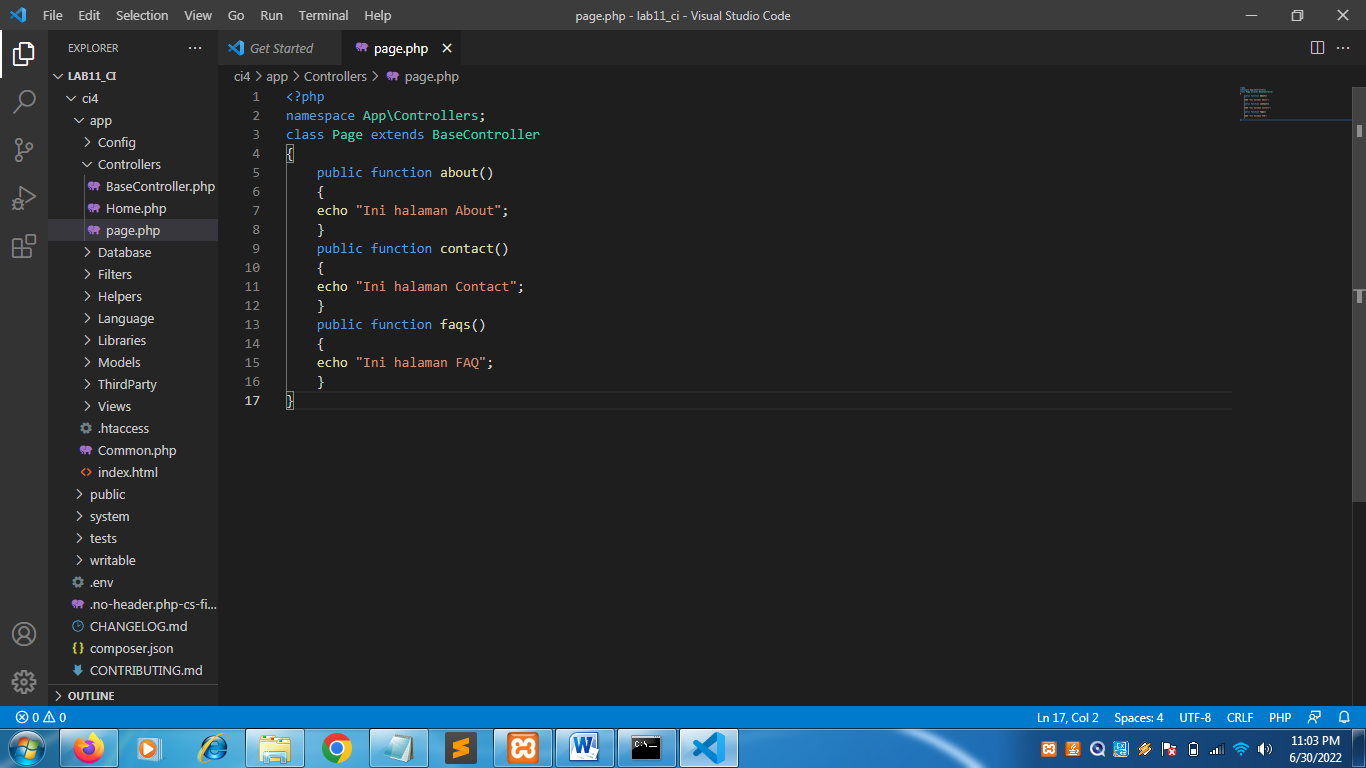 File Edit Selection View Go Run Terminal Help page.php - lab11_ci - Visual Studio Code
EXPLORER
Get Started
page.php
LAB11_CI
ci4
app
Config
Controllers
BaseController.php
Home.php
page.php
Database
Filters
Helpers
Language
Libraries
Models
ThirdParty
Views
.htaccess
Common.php
index.html
public
system
tests
writable
.env
.no-header.php-cs-fi...
CHANGELOG.md
composer.json
CONTRIBUTING.md
OUTLINE
ci4 > app > Controllers > page.php
1 <?php
2 namespace App\Controllers;
3 class Page extends BaseController
4 {
5 public function about()
6 {
7 echo "Ini halaman About";
8 }
9 public function contact()
10 {
11 echo "Ini halaman Contact";
12 }
13 public function faqs()
14 {
15 echo "Ini halaman FAQ";
16 }
17 }
0 0 Ln 17, Col 2 Spaces: 4 UTF-8 CRLF PHP
11:03 PM
6/30/2022